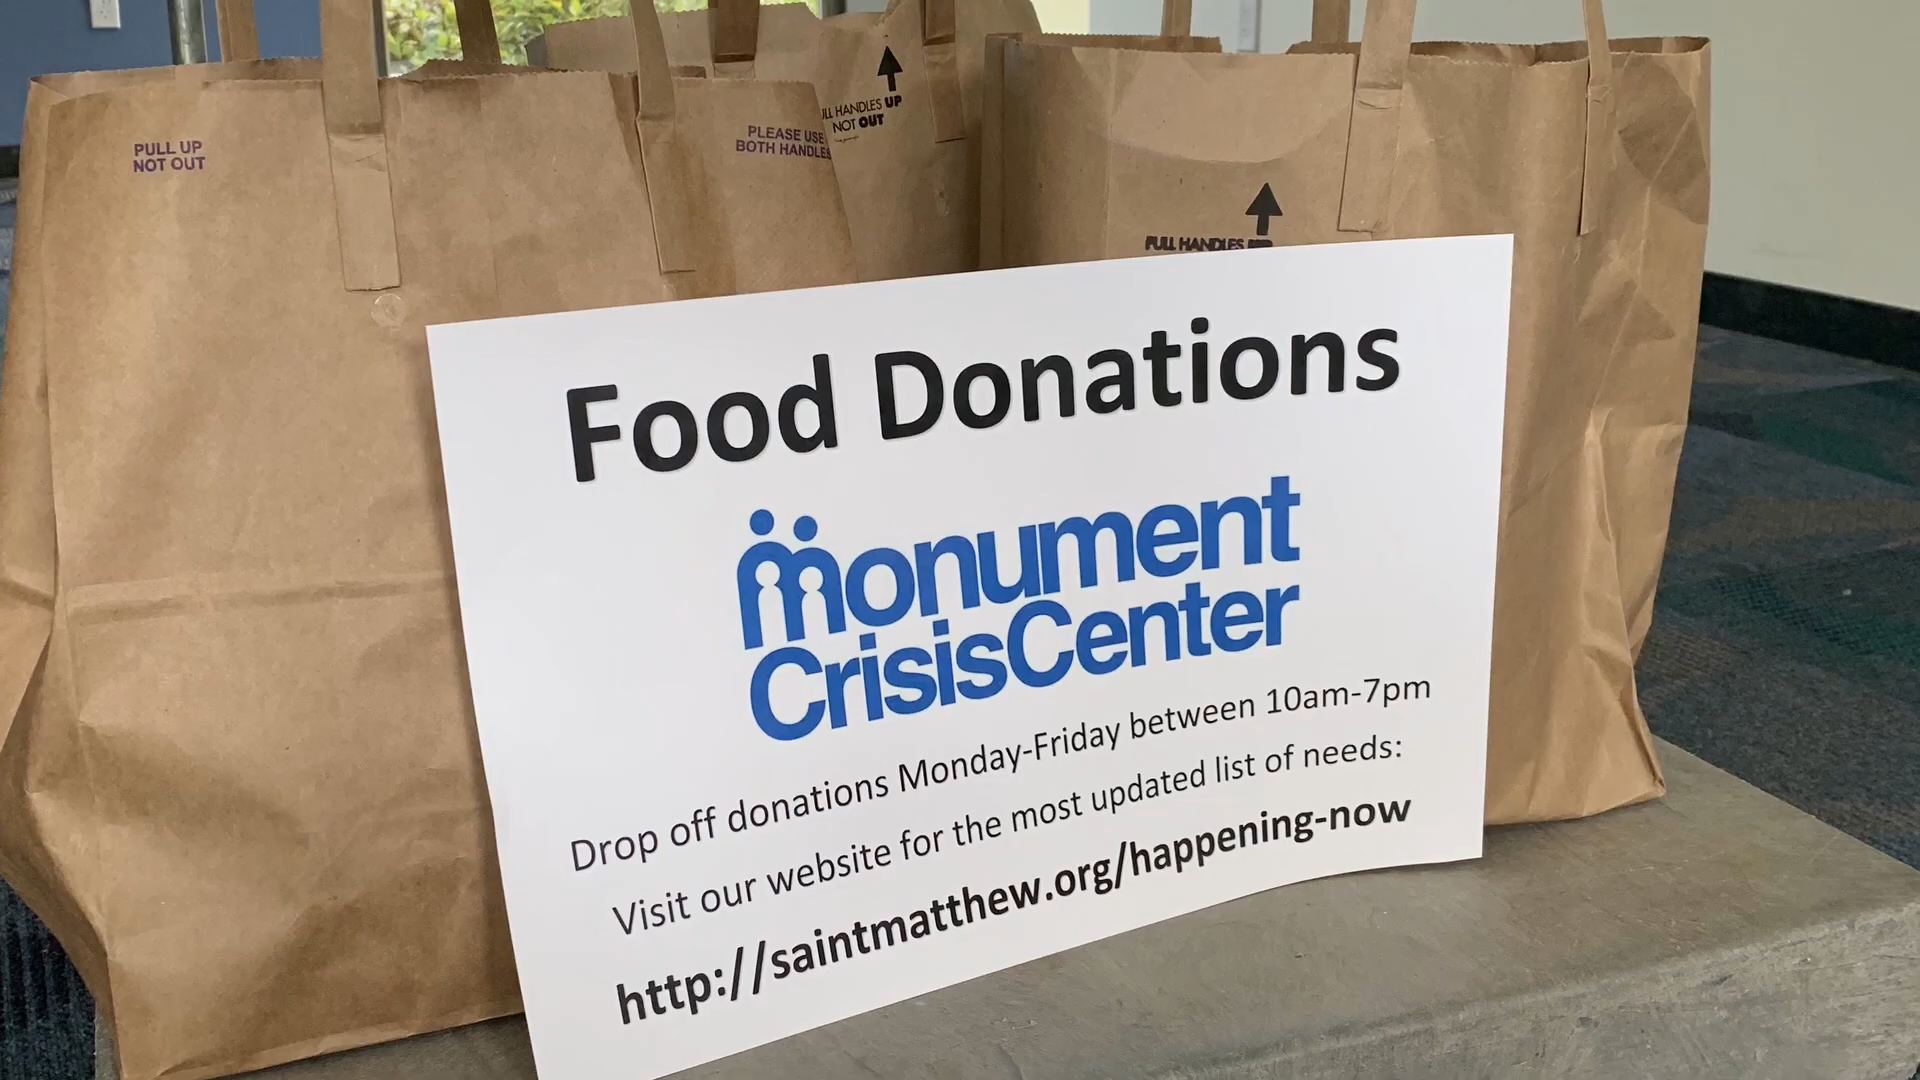 PULL UP
NOT OUT
PLEASE USE
BOTH HANDLES
HANDLES UP
NOT OUT
PULL HANDLES UP
Food Donations
monument
CrisisCenter
Drop off donations Monday-Friday between 10am-7pm
Visit our website for the most updated list of needs:
http://saintmatthew.org/happening-now